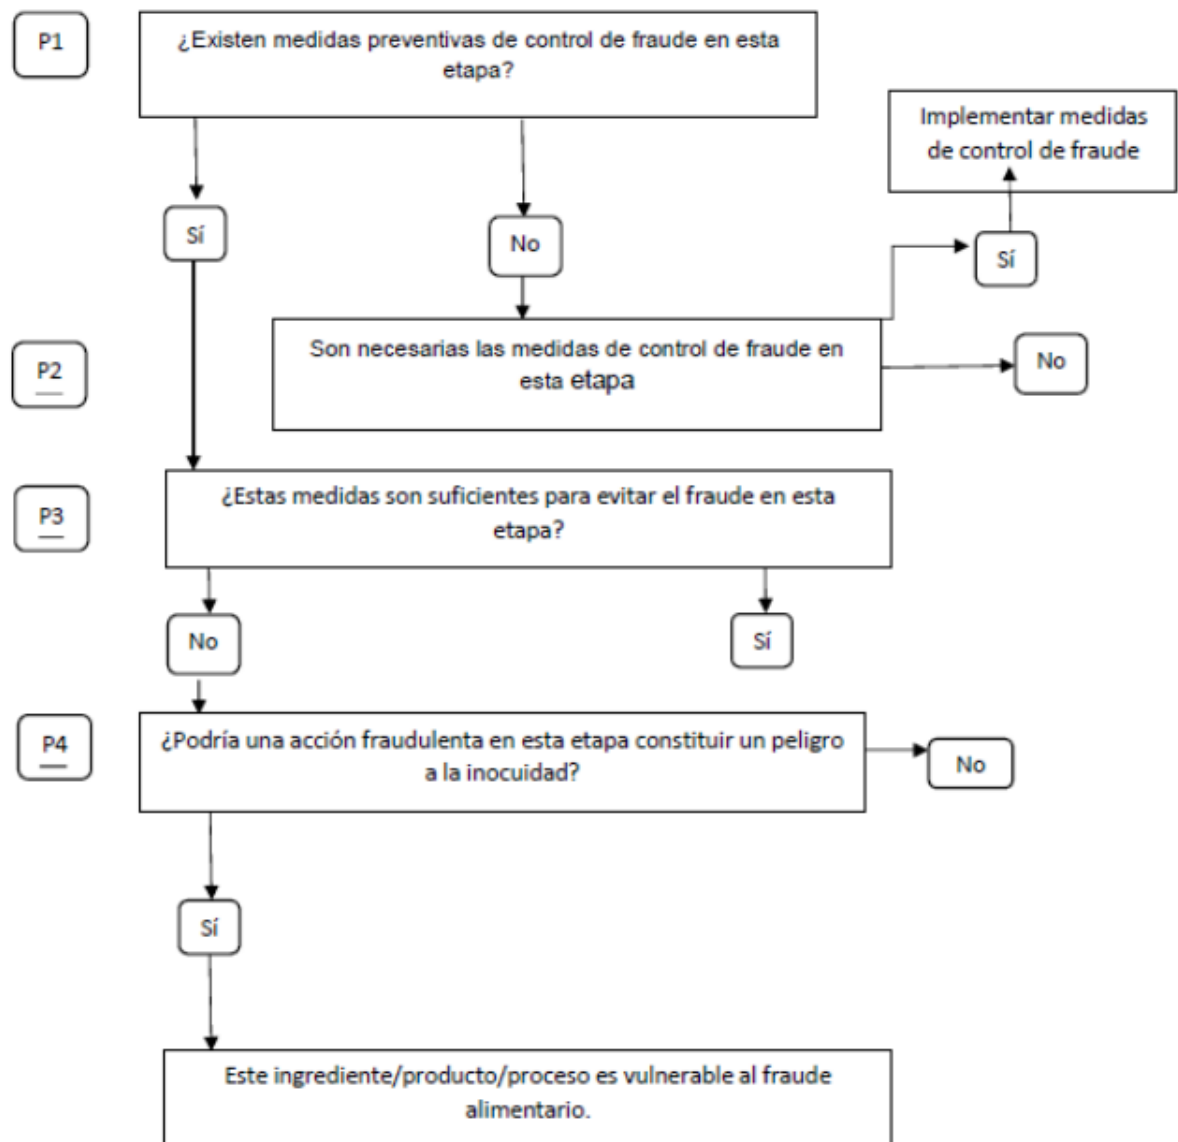 P1
¿Existen medidas preventivas de control de fraude en esta
etapa?
Implementar medidas
de control de fraude
Sí
No
Sí
P2
Son necesarias las medidas de control de fraude en
esta etapa
No
P3
¿Estas medidas son suficientes para evitar el fraude en esta
etapa?
No
Sí
P4
¿Podría una acción fraudulenta en esta etapa constituir un peligro
a la inocuidad?
No
Sí
Este ingrediente/producto/proceso es vulnerable al fraude
alimentario.